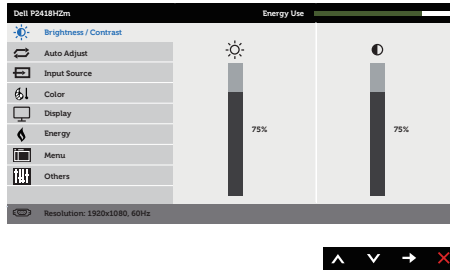 Dell P2418HZm
Energy Use
Brightness / Contrast
Auto Adjust
Input Source
Color
Display
Energy
Menu
Others
75%
75%
Resolution: 1920x1080, 60Hz